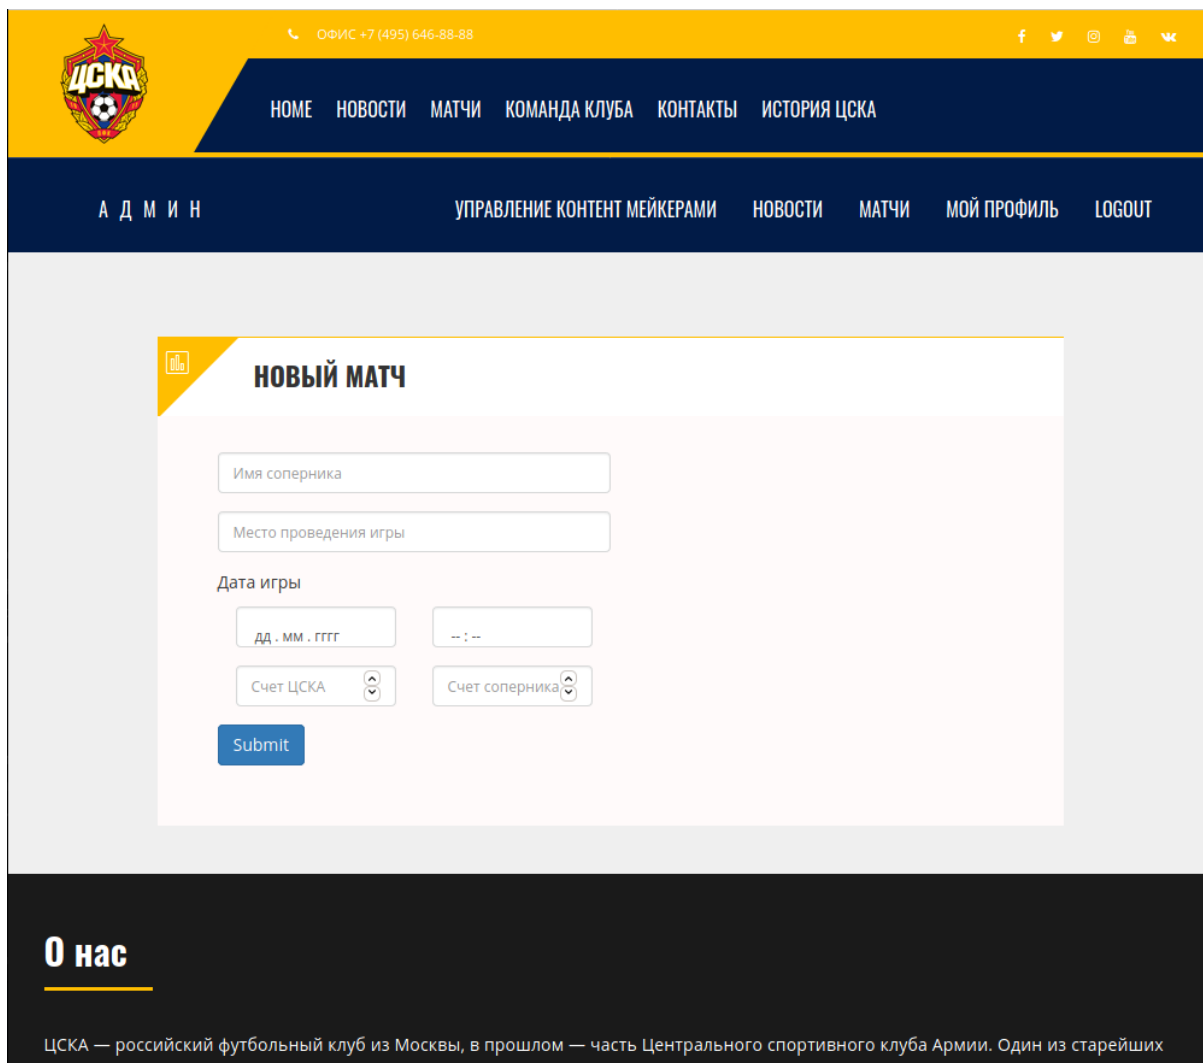 ОФИС +7 (495) 646-88-88
ЦСКА
HOME НОВОСТИ МАТЧИ КОМАНДА КЛУБА КОНТАКТЫ ИСТОРИЯ ЦСКА
АДМИН УПРАВЛЕНИЕ КОНТЕНТ МЕЙКЕРАМИ НОВОСТИ МАТЧИ МОЙ ПРОФИЛЬ LOGOUT
НОВЫЙ МАТЧ
Имя соперника
Место проведения игры
Дата игры
дд . мм . гггг -- : --
Счет ЦСКА Счет соперника
Submit
О нас
ЦСКА — российский футбольный клуб из Москвы, в прошлом — часть Центрального спортивного клуба Армии. Один из старейших